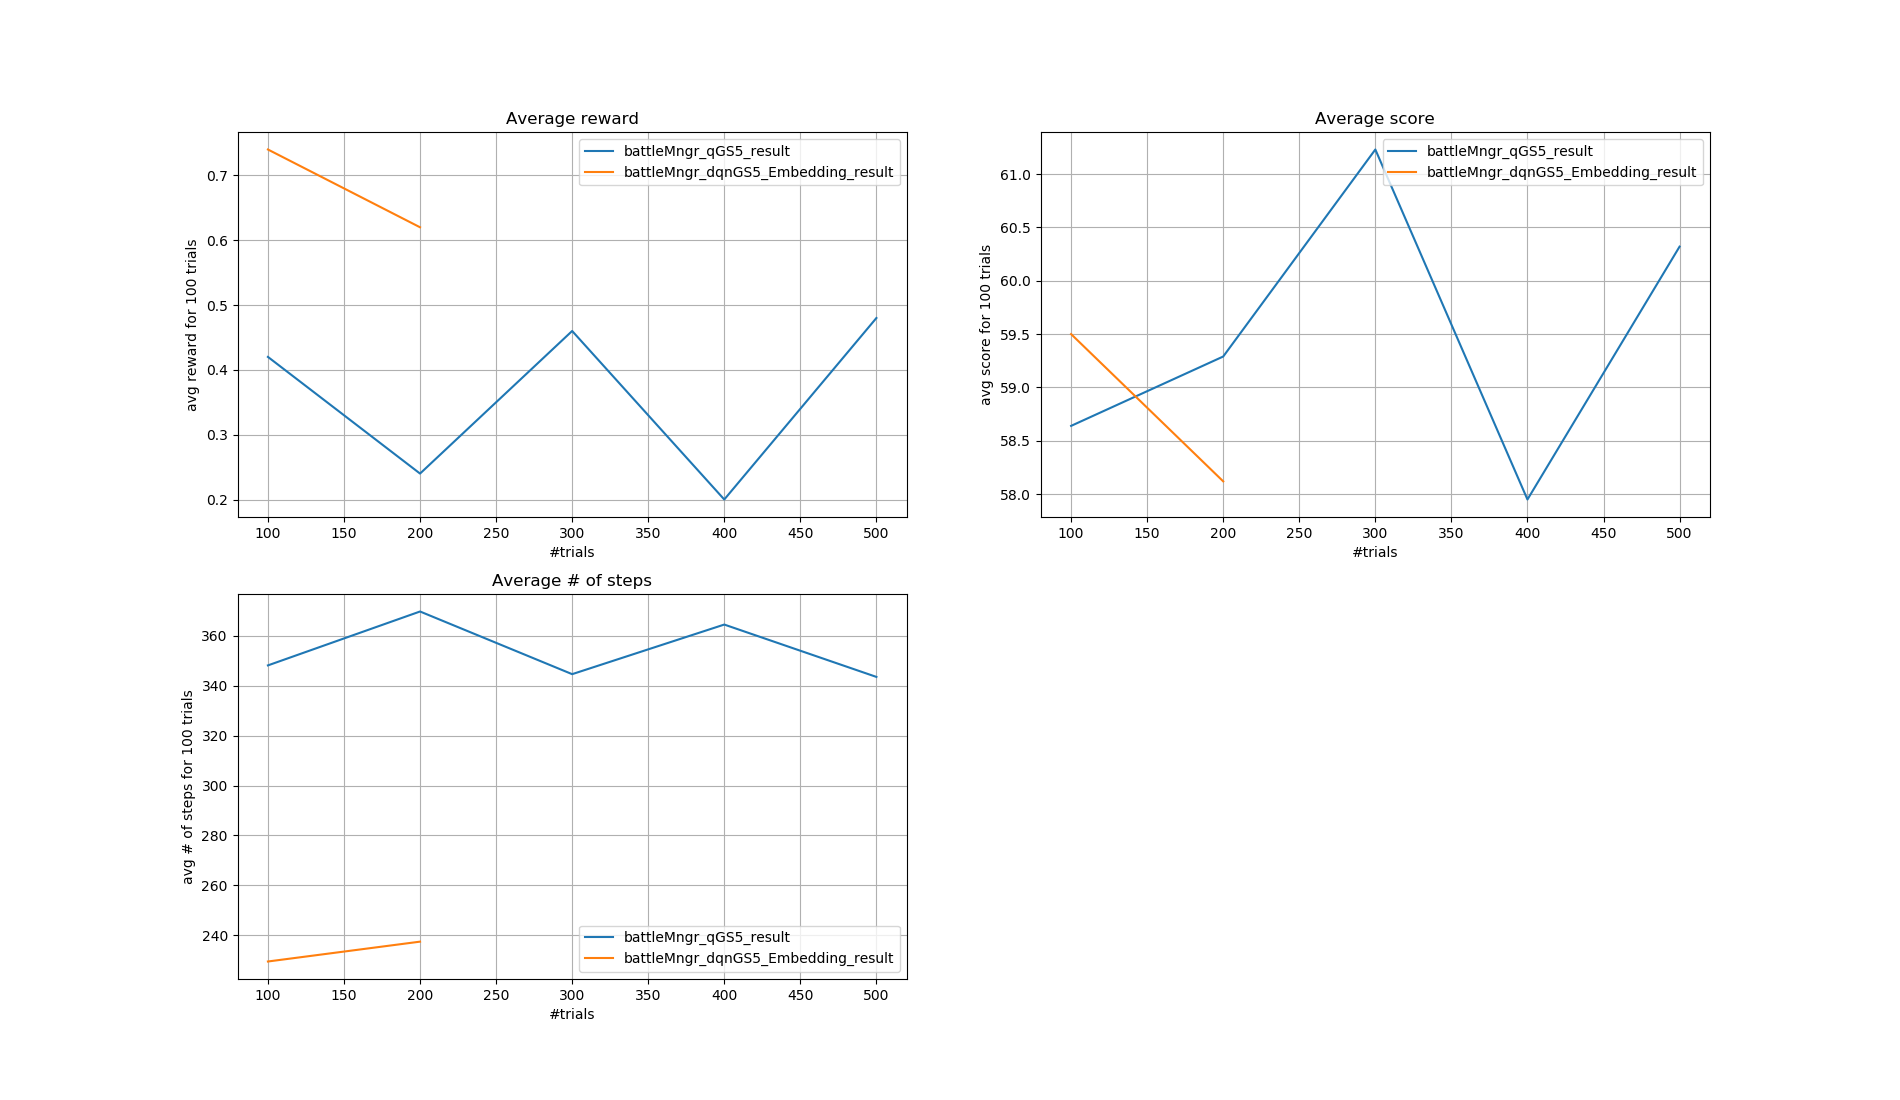 Average reward
battleMngr_qGS5_result
battleMngr_dqnGS5_Embedding_result
avg reward for 100 trials
0.7
0.6
0.5
0.4
0.3
0.2
100 150 200 250 300 350 400 450 500
#trials
Average score
battleMngr_qGS5_result
battleMngr_dqnGS5_Embedding_result
avg score for 100 trials
61.0
60.5
60.0
59.5
59.0
58.5
58.0
100 150 200 250 300 350 400 450 500
#trials
Average # of steps
avg # of steps for 100 trials
360
340
320
300
280
260
240
battleMngr_qGS5_result
battleMngr_dqnGS5_Embedding_result
100 150 200 250 300 350 400 450 500
#trials